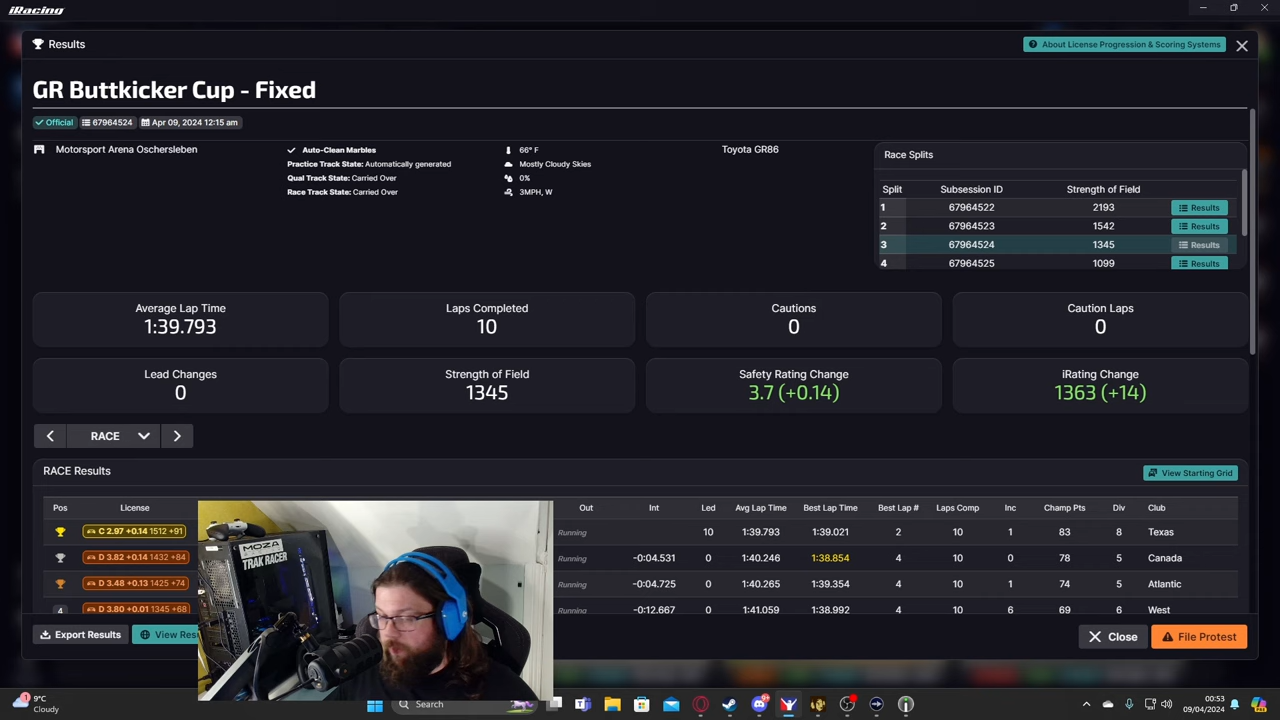 iRacing
Results
About License Progression & Scoring Systems
GR Buttkicker Cup - Fixed
Official 67964524 Apr 09, 2024 12:15 am
Motorsport Arena Oschersleben
Auto-Clean Marbles
Practice Track State: Automatically generated
Qual Track State: Carried Over
Race Track State: Carried Over
66° F
Mostly Cloudy Skies
0%
3MPH, W
Toyota GR86
Race Splits
Split Subsession ID Strength of Field
1 67964522 2193 Results
2 67964523 1542 Results
3 67964524 1345 Results
4 67964525 1099 Results
Average Lap Time
1:39.793
Laps Completed
10
Cautions
0
Caution Laps
0
Lead Changes
0
Strength of Field
1345
Safety Rating Change
3.7 (+0.14)
iRating Change
1363 (+14)
RACE
RACE Results
View Starting Grid
Pos License Out Int Led Avg Lap Time Best Lap Time Best Lap # Laps Comp Inc Champ Pts Div Club
C 2.97 +0.14 1512 +91 Running 10 1:39.793 1:39.021 2 10 1 83 8 Texas
D 3.82 +0.14 1432 +84 Running -0:04.531 0 1:40.246 1:38.854 4 10 0 78 5 Canada
D 3.48 +0.13 1425 +74 Running -0:04.725 0 1:40.265 1:39.354 4 10 1 74 5 Atlantic
4 D 3.80 +0.01 1345 +68 Running -0:12.667 0 1:41.059 1:38.992 4 10 6 69 6 West
MOZA
TRAK RACER
Export Results
View Res
Close
File Protest
1
9°C
Cloudy
Search
00:53
09/04/2024